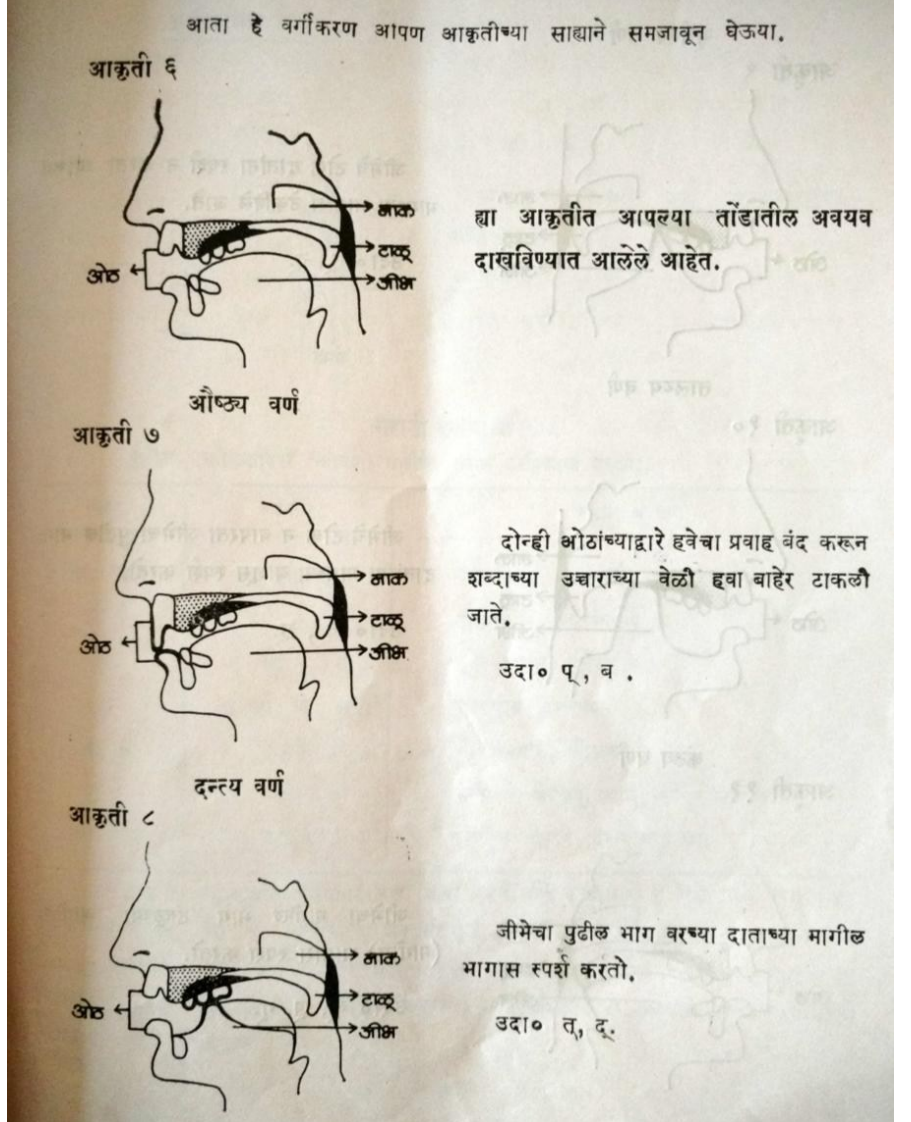 आता हे वर्गीकरण आपण आकृतीच्या साह्याने समजावून घेऊया.
आकृती ६
नाक
टाळू
जीभ
ओठ
ह्या आकृतीत आपल्या तोंडातील अवयव
दाखविण्यात आलेले आहेत.
औष्ठ्य वर्ण
आकृती ७
नाक
टाळू
जीभ
ओठ
दोन्ही ओठांच्याद्वारे हवेचा प्रवाह बंद करून
शब्दाच्या उच्चाराच्या वेळी हवा बाहेर टाकली
जाते.
उदा० प्, ब .
दन्त्य वर्ण
आकृती ८
नाक
टाळू
जीभ
ओठ
जीभेचा पुढील भाग वरच्या दाताच्या मागील
भागास स्पर्श करतो.
उदा० त्, द्.